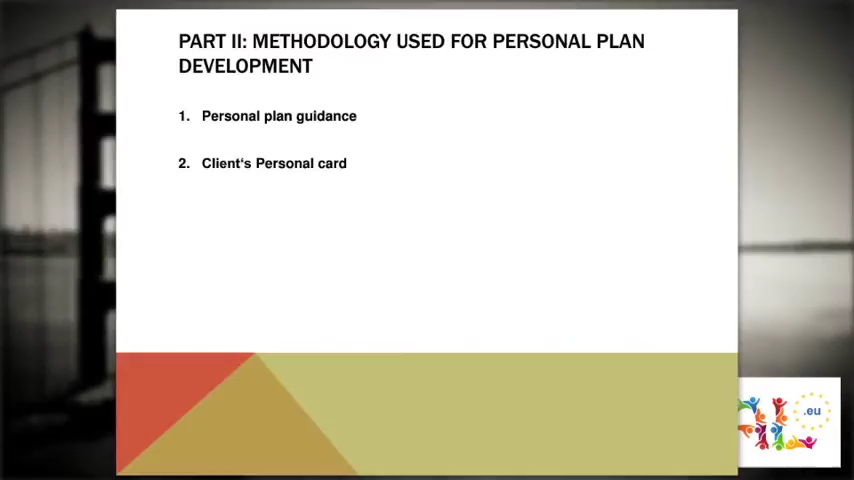 PART II: METHODOLOGY USED FOR PERSONAL PLAN
DEVELOPMENT
1. Personal plan guidance
2. Client's Personal card
.eu